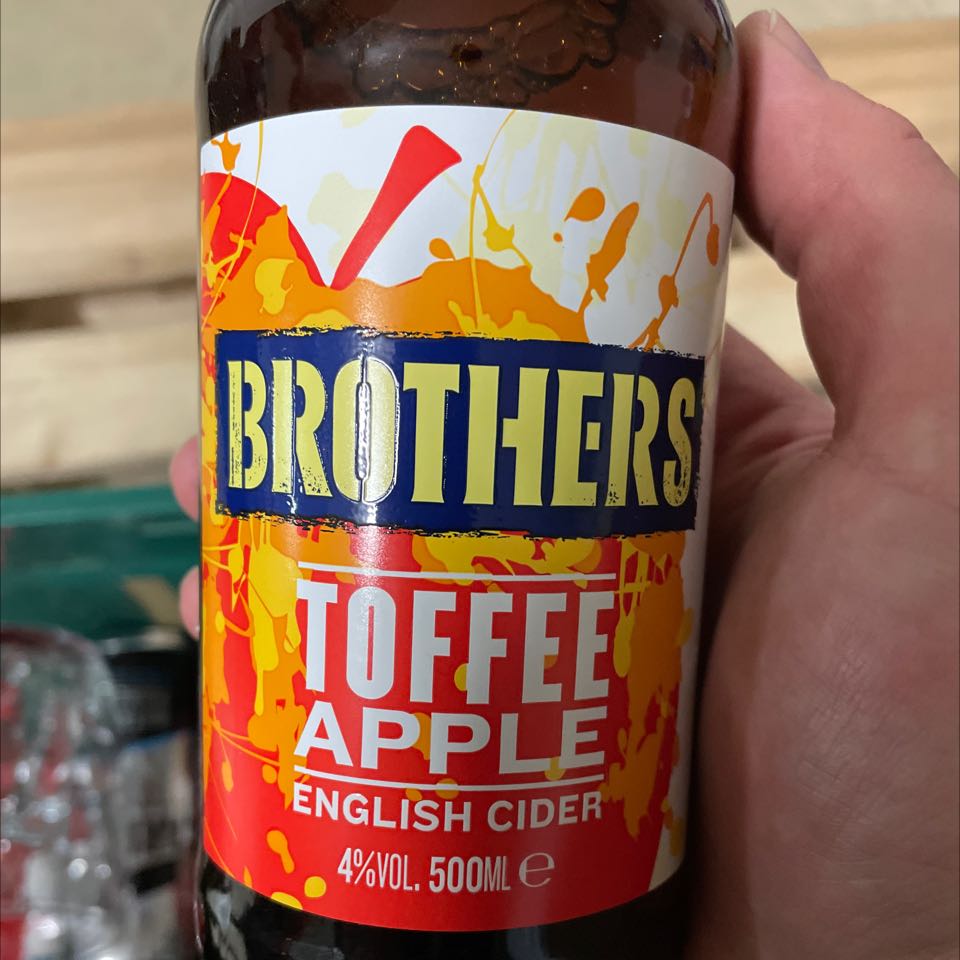 BROTHERS
TOFFEE
APPLE
ENGLISH CIDER
4%VOL. 500ML ℮